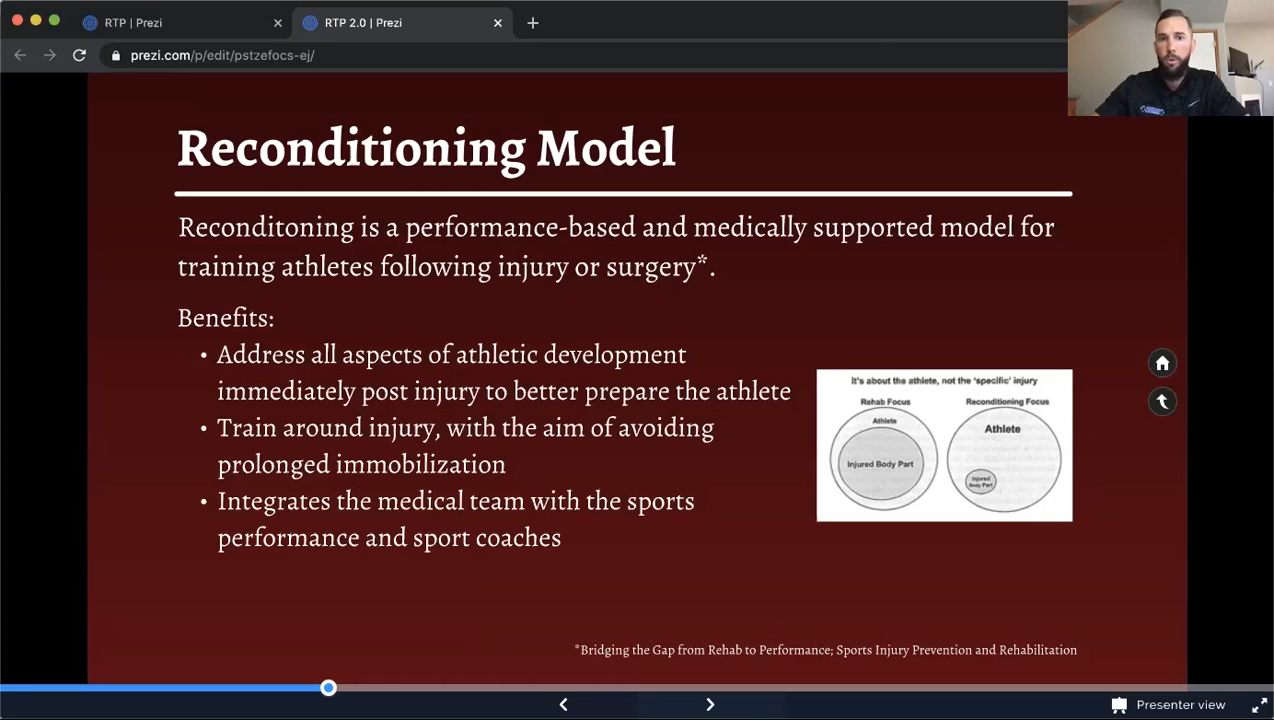 RTP | Prezi
RTP 2.0 | Prezi
prezi.com/p/edit/pstzefocs-ej/
Reconditioning Model
Reconditoning is a performance-based and medically supported model for
training athletes following injury or surgery*.
Benefits:
• Address all aspects of athletic development
immediately post injury to better prepare the athlete
• Train around injury, with the aim of avoiding
prolonged immobilization
• Integrates the medical team with the sports
performance and sport coaches
It's about the athlete, not the 'specific' injury
Rehab Focus
Athlete
Injured Body Part
Reconditioning Focus
Athlete
Injured
Body Part
*Bridging the Gap from Rehab to Performance; Sports Injury Prevention and Rehabilitation
Presenter view